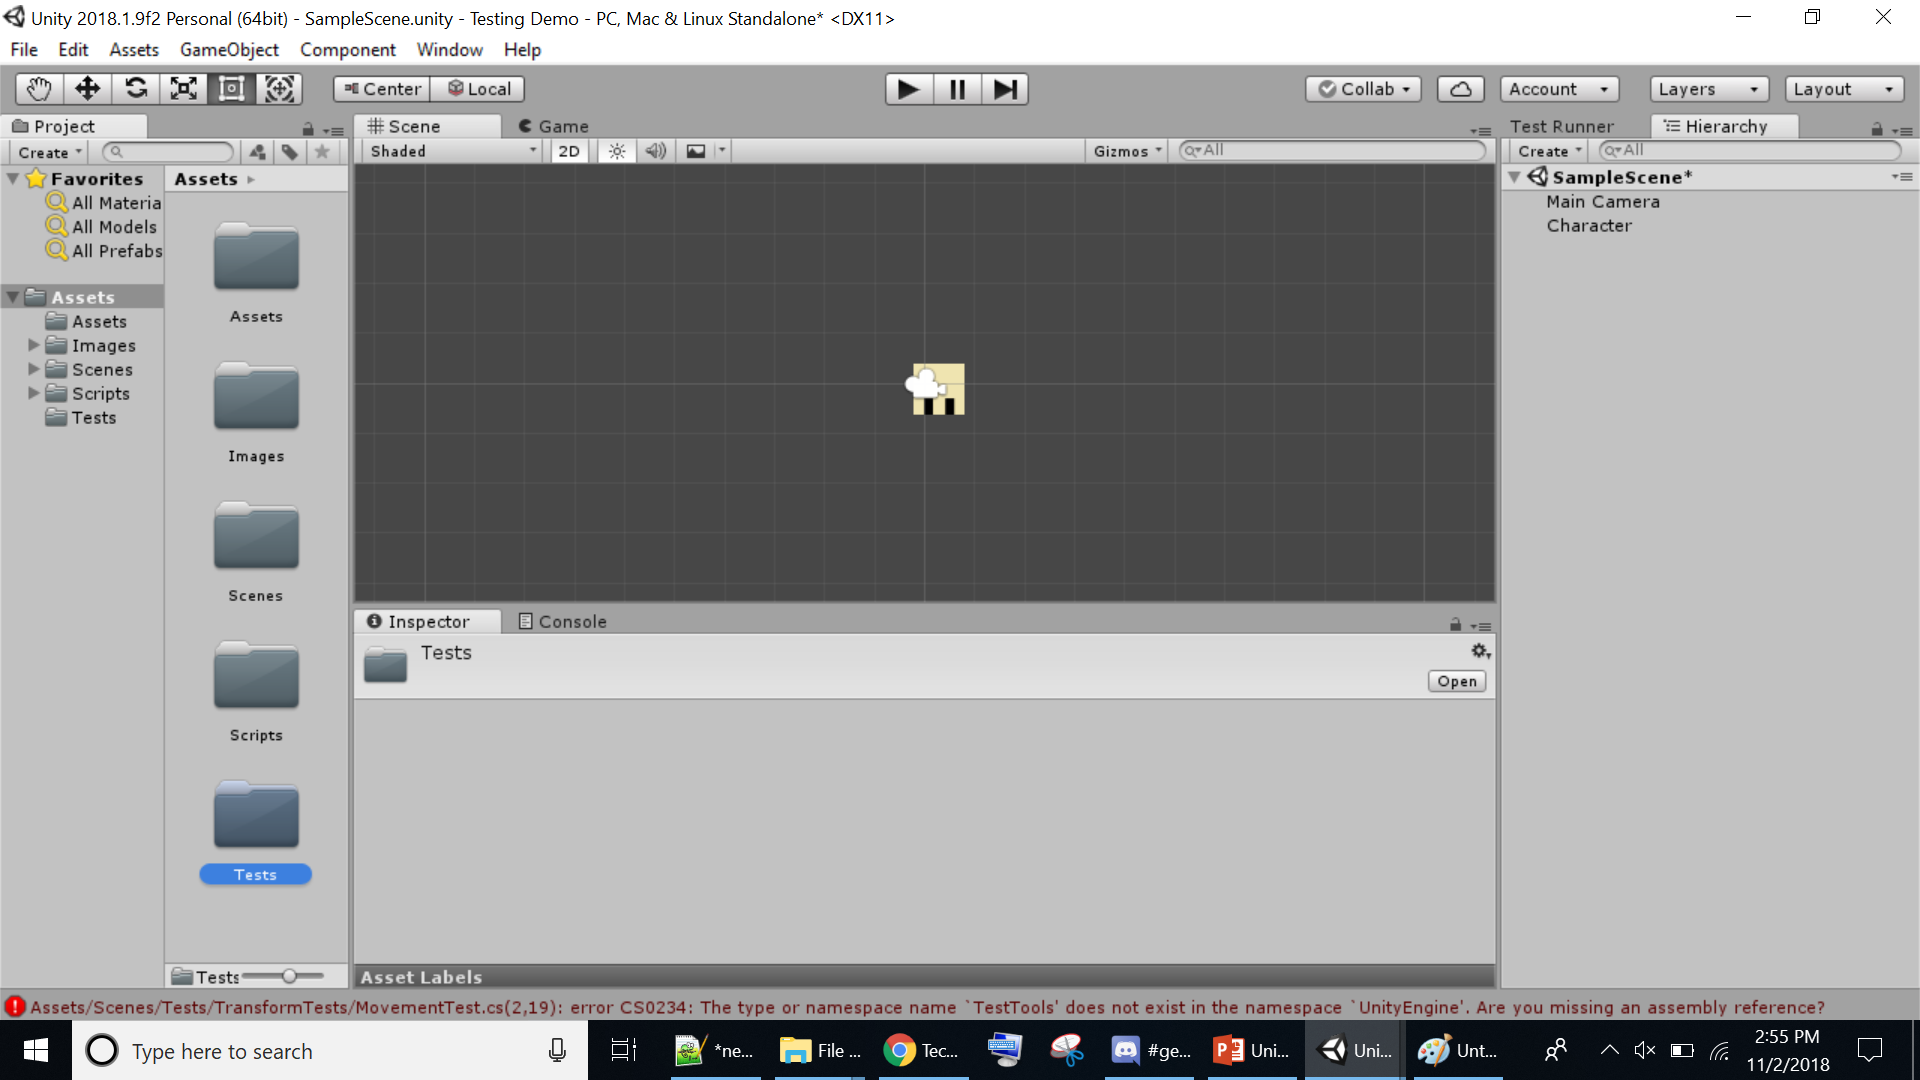 Unity 2018.1.9f2 Personal (64bit) - SampleScene.unity - Testing Demo - PC, Mac & Linux Standalone* <DX11>
File Edit Assets GameObject Component Window Help
Center Local Collab Account Layers Layout
Project
Create
Favorites
All Materia
All Models
All Prefabs
Assets
Assets
Images
Scenes
Scripts
Tests
Assets
Assets
Images
Scenes
Scripts
Tests
Tests
Scene Game
Shaded 2D Gizmos All
Inspector Console
Tests
Open
Asset Labels
Test Runner Hierarchy
Create All
SampleScene*
Main Camera
Character
Assets/Scenes/Tests/TransformTests/MovementTest.cs(2,19): error CS0234: The type or namespace name `TestTools' does not exist in the namespace `UnityEngine'. Are you missing an assembly reference?
Type here to search
*ne...
File ...
Tec...
#ge...
Uni...
Uni...
Unt...
2:55 PM
11/2/2018